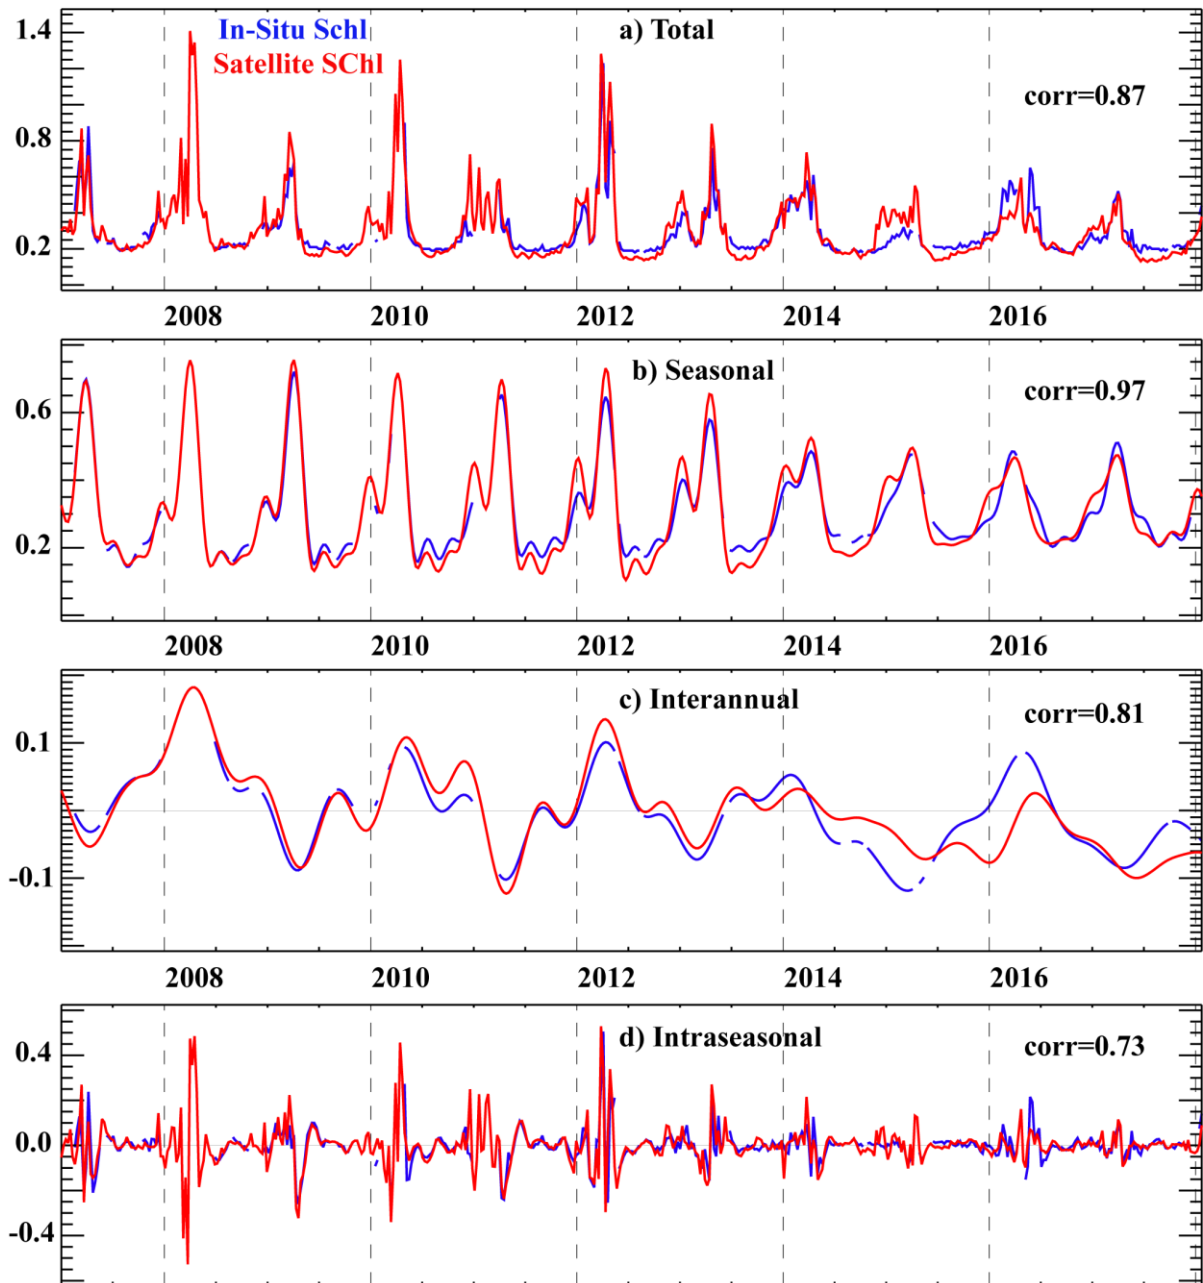 1.4
In-Situ Schl
a) Total
Satellite SChl
corr=0.87
0.8
0.2
2008 2010 2012 2014 2016
b) Seasonal
corr=0.97
0.6
0.2
2008 2010 2012 2014 2016
c) Interannual
corr=0.81
0.1
-0.1
2008 2010 2012 2014 2016
d) Intraseasonal
corr=0.73
0.4
0.0
-0.4